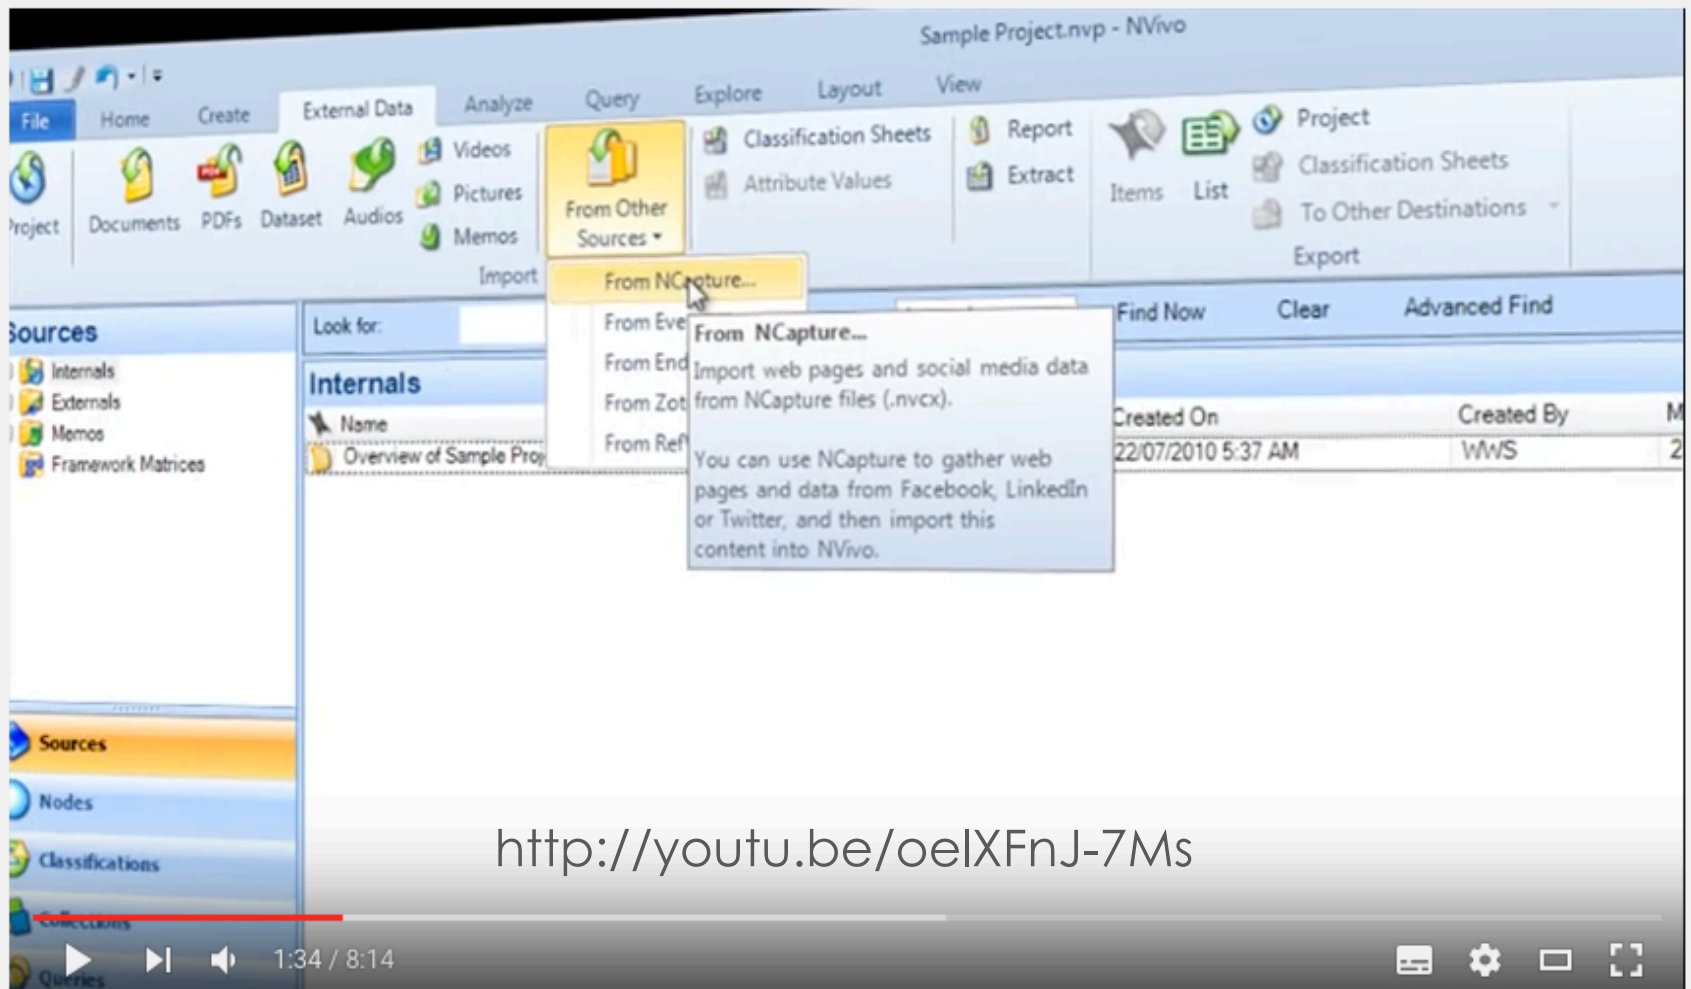 Sample Project.nvp - NVivo
File Home Create External Data Analyze Query Explore Layout View
Project
Documents
PDFs
Dataset
Audios
Videos
Pictures
Memos
Import
From Other
Sources
Classification Sheets
Attribute Values
Report
Extract
Items
List
Project
Classification Sheets
To Other Destinations
Export
From NCapture...
From Eve
From End
From Zot
From Ref
From NCapture...
Import web pages and social media data
from NCapture files (.nvcx).
You can use NCapture to gather web
pages and data from Facebook, LinkedIn
or Twitter, and then import this
content into NVivo.
Sources
Internals
Externals
Memos
Framework Matrices
Look for:
Find Now Clear Advanced Find
Internals
Name Created On Created By M
Overview of Sample Proj 22/07/2010 5:37 AM WWS 2
Sources
Nodes
Classifications
Collections
Queries
http://youtu.be/oelXFnJ-7Ms
1:34 / 8:14